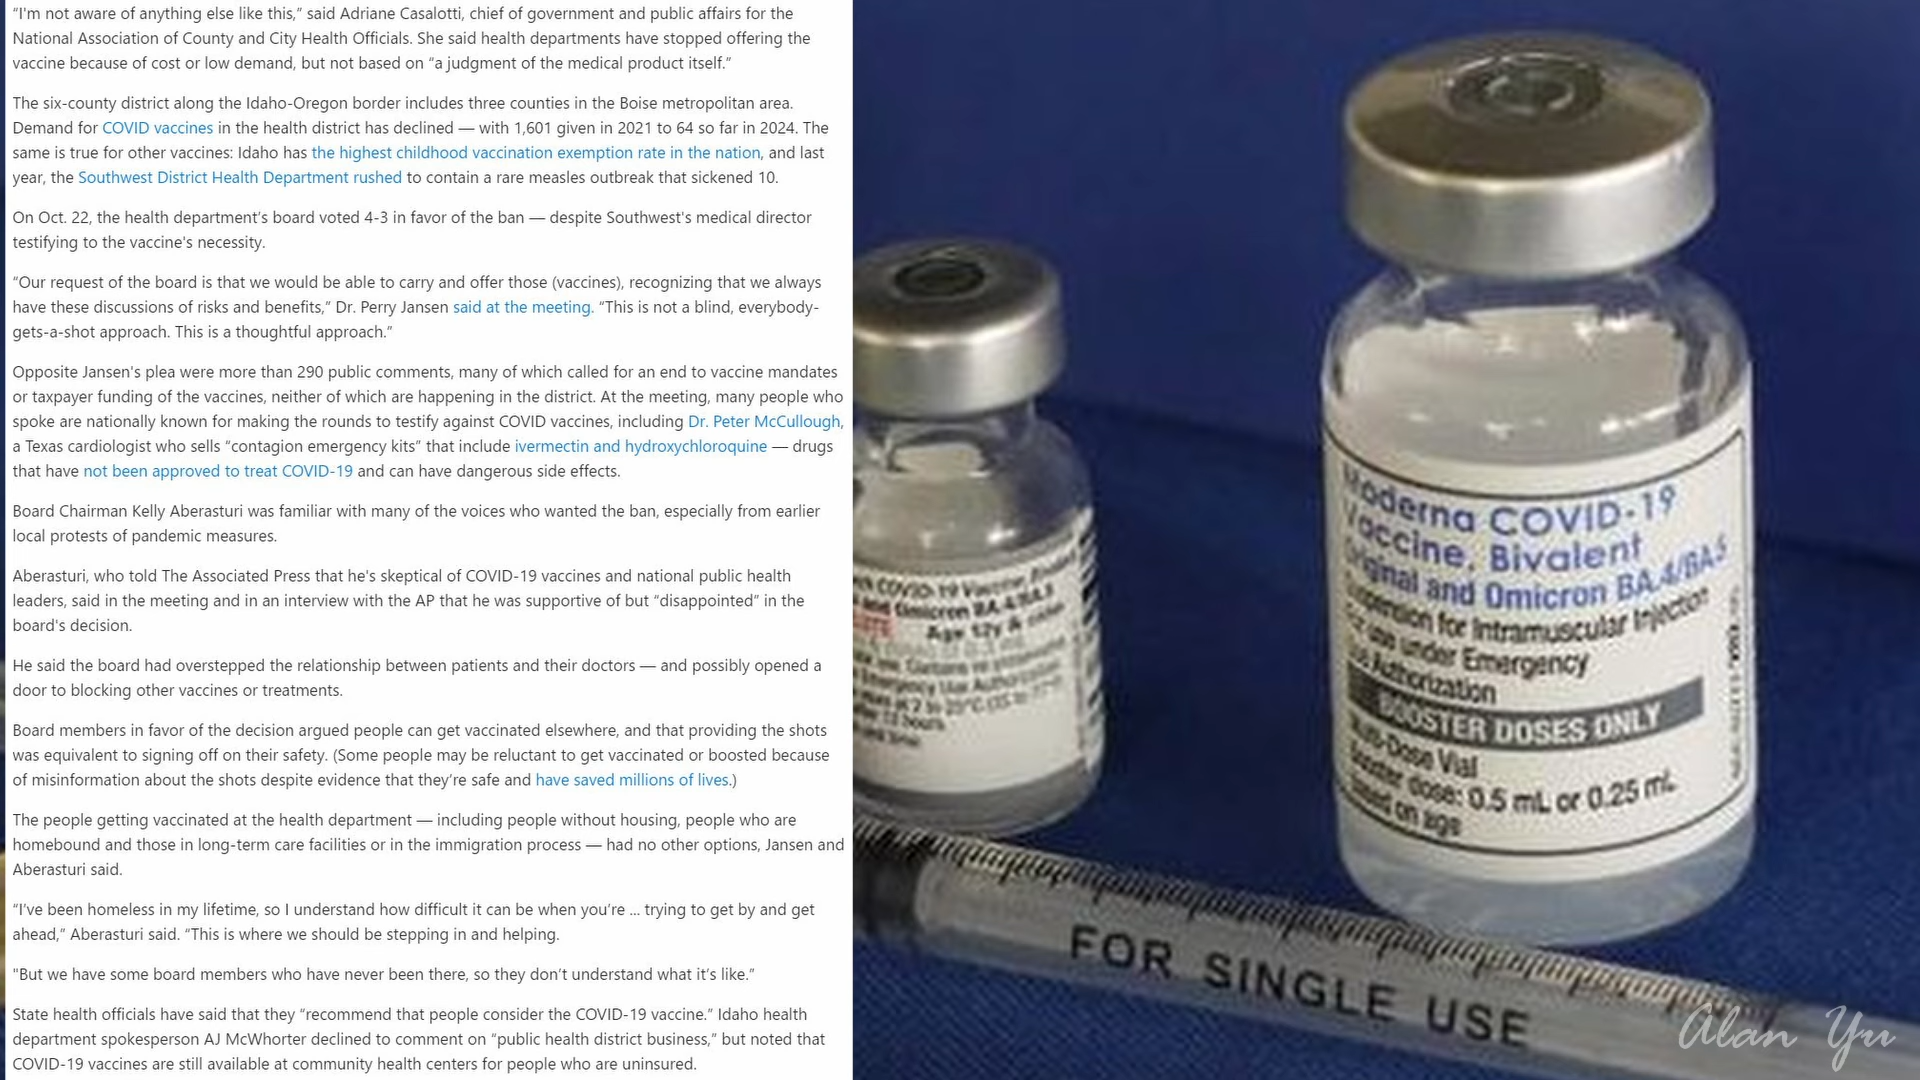 “I'm not aware of anything else like this,” said Adriane Casalotti, chief of government and public affairs for the
National Association of County and City Health Officials. She said health departments have stopped offering the
vaccine because of cost or low demand, but not based on “a judgment of the medical product itself.”
The six-county district along the Idaho-Oregon border includes three counties in the Boise metropolitan area.
Demand for COVID vaccines in the health district has declined — with 1,601 given in 2021 to 64 so far in 2024. The
same is true for other vaccines: Idaho has the highest childhood vaccination exemption rate in the nation, and last
year, the Southwest District Health Department rushed to contain a rare measles outbreak that sickened 10.
On Oct. 22, the health department’s board voted 4-3 in favor of the ban — despite Southwest's medical director
testifying to the vaccine's necessity.
“Our request of the board is that we would be able to carry and offer those (vaccines), recognizing that we always
have these discussions of risks and benefits,” Dr. Perry Jansen said at the meeting. “This is not a blind, everybody-
gets-a-shot approach. This is a thoughtful approach.”
Opposite Jansen's plea were more than 290 public comments, many of which called for an end to vaccine mandates
or taxpayer funding of the vaccines, neither of which are happening in the district. At the meeting, many people who
spoke are nationally known for making the rounds to testify against COVID vaccines, including Dr. Peter McCullough,
a Texas cardiologist who sells “contagion emergency kits” that include ivermectin and hydroxychloroquine — drugs
that have not been approved to treat COVID-19 and can have dangerous side effects.
Board Chairman Kelly Aberasturi was familiar with many of the voices who wanted the ban, especially from earlier
local protests of pandemic measures.
Aberasturi, who told The Associated Press that he's skeptical of COVID-19 vaccines and national public health
leaders, said in the meeting and in an interview with the AP that he was supportive of but “disappointed” in the
board's decision.
He said the board had overstepped the relationship between patients and their doctors — and possibly opened a
door to blocking other vaccines or treatments.
Board members in favor of the decision argued people can get vaccinated elsewhere, and that providing the shots
was equivalent to signing off on their safety. (Some people may be reluctant to get vaccinated or boosted because
of misinformation about the shots despite evidence that they’re safe and have saved millions of lives.)
The people getting vaccinated at the health department — including people without housing, people who are
homebound and those in long-term care facilities or in the immigration process — had no other options, Jansen and
Aberasturi said.
“I’ve been homeless in my lifetime, so I understand how difficult it can be when you’re ... trying to get by and get
ahead,” Aberasturi said. “This is where we should be stepping in and helping.
"But we have some board members who have never been there, so they don’t understand what it’s like.”
State health officials have said that they “recommend that people consider the COVID-19 vaccine.” Idaho health
department spokesperson AJ McWhorter declined to comment on “public health district business,” but noted that
COVID-19 vaccines are still available at community health centers for people who are uninsured.
COVID-19 Vaccine,
and Omicron BA.4/BA.5
Age 12y &
Emergency Use Authorization
Moderna COVID-19
Vaccine, Bivalent
Original and Omicron BA.4/BA.5
Suspension for Intramuscular Injection
For use under Emergency
Use Authorization
BOOSTER DOSES ONLY
Multi-Dose Vial
Booster dose: 0.5 mL or 0.25 mL
based on age
FOR SINGLE USE
Alan Yu